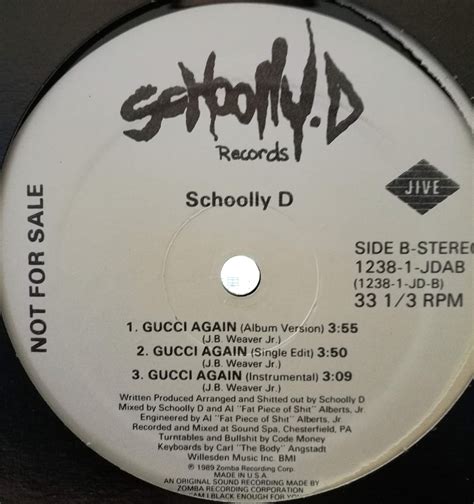 Schoolly.D
Records
JIVE
Schoolly D
NOT FOR SALE
SIDE B-STEREO
1238-1-JDAB
(1238-1-JD-B)
33 1/3 RPM
1. GUCCI AGAIN (Album Version) 3:55
(J.B. Weaver Jr.)
2. GUCCI AGAIN (Single Edit) 3:50
(J.B. Weaver Jr.)
3. GUCCI AGAIN (Instrumental) 3:09
(J.B. Weaver Jr.)
Written Produced Arranged and Shitted out by Schoolly D
Mixed by Schoolly D and Al "Fat Piece of Shit" Alberts, Jr.
Engineered by Al "Fat Piece of Shit" Alberts, Jr
Recorded and Mixed at Sound Spa, Chesterfield, PA
Turntables and Bullshit by Code Money
Keyboards by Carl "The Body" Angstadt
Willesden Music Inc. BMI
℗ 1989 Zomba Recording Corp.
MADE IN U.S.A.
AN ORIGINAL SOUND RECORDING MADE BY
ZOMBA RECORDING CORPORATION
"AM I BLACK ENOUGH FOR YOU